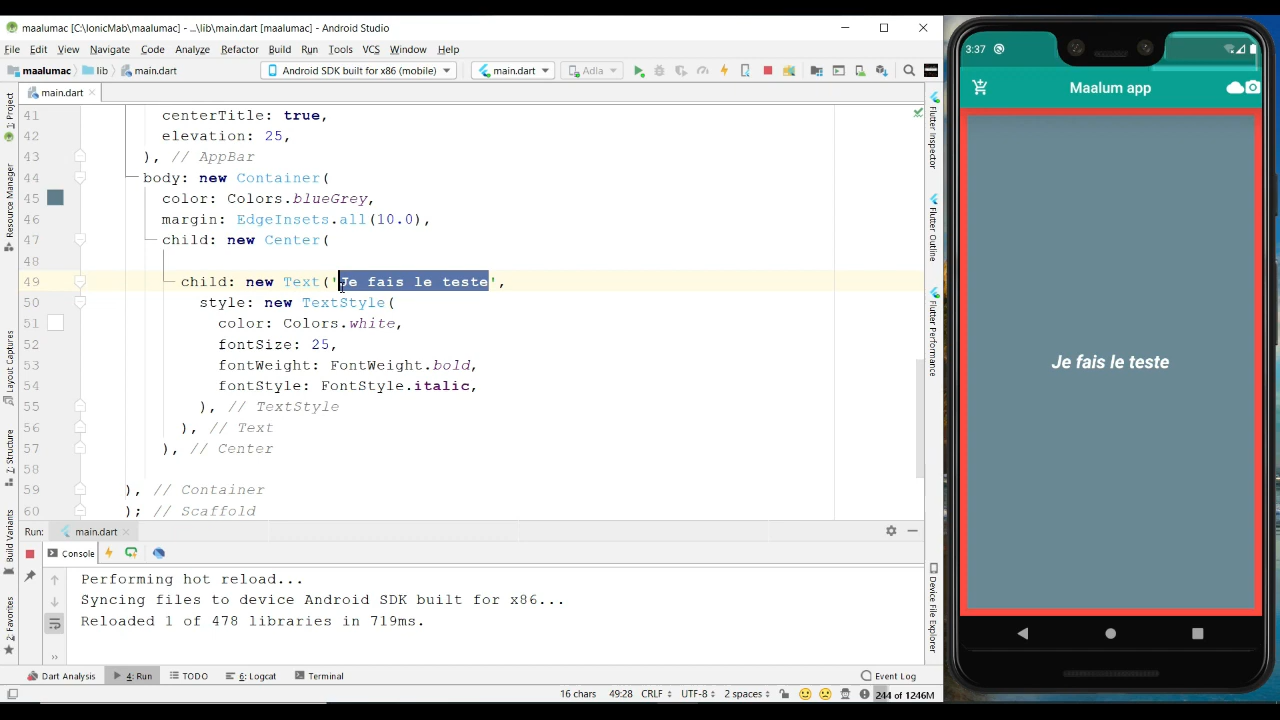 maalumac [C:\IonicMab\maalumac] - ...\lib\main.dart [maalumac] - Android Studio
File Edit View Navigate Code Analyze Refactor Build Run Tools VCS Window Help
maalumac lib main.dart Android SDK built for x86 (mobile) main.dart Adla
main.dart
41 centerTitle: true,
42 elevation: 25,
43 ), // AppBar
44 body: new Container(
45 color: Colors.blueGrey,
46 margin: EdgeInsets.all(10.0),
47 child: new Center(
48
49 child: new Text('Je fais le teste',
50 style: new TextStyle(
51 color: Colors.white,
52 fontSize: 25,
53 fontWeight: FontWeight.bold,
54 fontStyle: FontStyle.italic,
55 ), // TextStyle
56 ), // Text
57 ), // Center
58
59 ), // Container
60 ); // Scaffold
Run: main.dart
Console
Performing hot reload...
Syncing files to device Android SDK built for x86...
Reloaded 1 of 478 libraries in 719ms.
Dart Analysis 4: Run TODO 6: Logcat Terminal Event Log
16 chars 49:28 CRLF UTF-8 2 spaces 244 of 1246M
1: Project
Resource Manager
Layout Captures
7: Structure
Build Variants
2: Favorites
Flutter Inspector
Flutter Outline
Flutter Performance
Device File Explorer
3:37
Maalum app
Je fais le teste